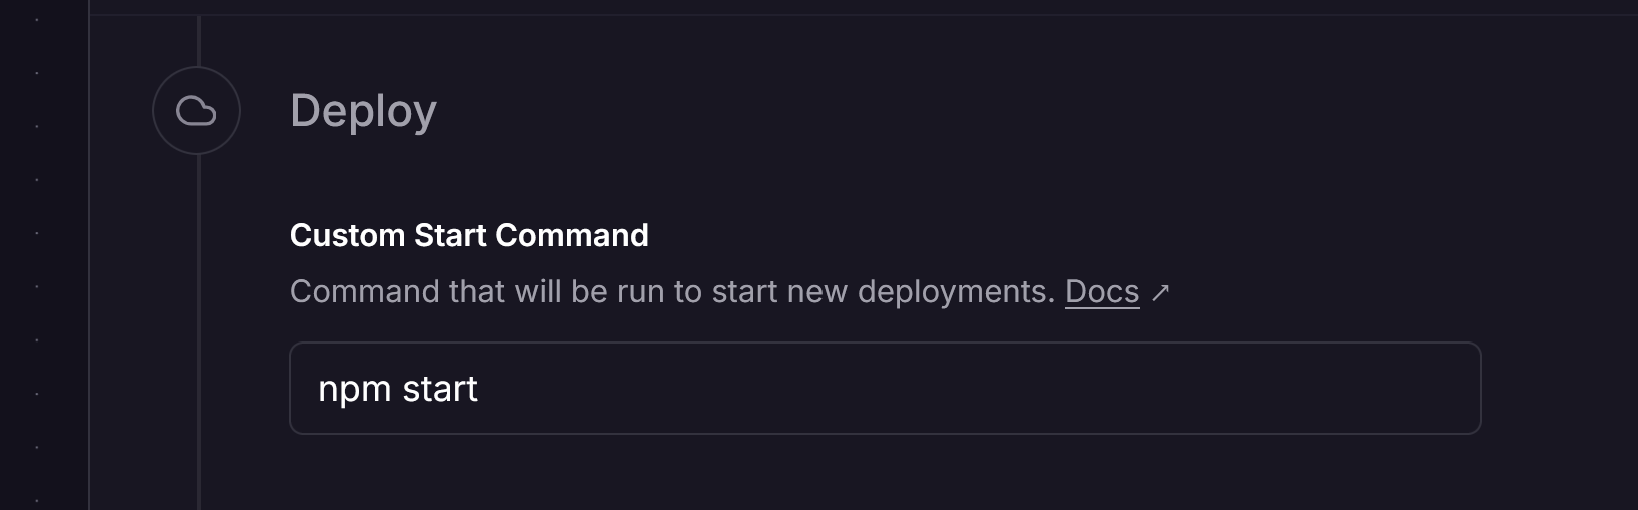 Deploy
Custom Start Command
Command that will be run to start new deployments. Docs ↗
npm start